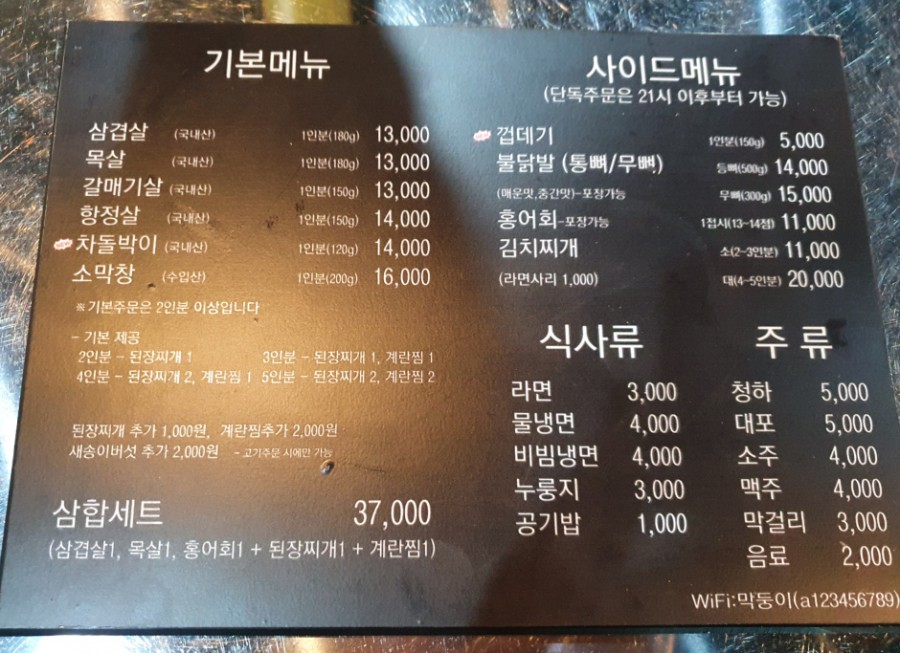 기본메뉴
삼겹살 (국내산) 1인분(180g) 13,000
목살 (국내산) 1인분(180g) 13,000
갈매기살 (국내산) 1인분(150g) 13,000
항정살 (국내산) 1인분(150g) 14,000
차돌박이 (국내산) 1인분(120g) 14,000
소막창 (수입산) 1인분(200g) 16,000
※ 기본주문은 2인분 이상입니다
- 기본 제공
2인분 - 된장찌개 1 3인분 - 된장찌개 1, 계란찜 1
4인분 - 된장찌개 2, 계란찜 1 5인분 - 된장찌개 2, 계란찜 2
된장찌개 추가 1,000원, 계란찜추가 2,000원
새송이버섯 추가 2,000원 - 고기주문 시에만 가능
삼합세트 37,000
(삼겹살1, 목살1, 홍어회1 + 된장찌개1 + 계란찜1)
사이드메뉴
(단독주문은 21시 이후부터 가능)
껍데기 1인분(150g) 5,000
불닭발 (통뼈/무뼈) 통뼈(500g) 14,000
(매운맛,중간맛)-포장가능 무뼈(300g) 15,000
홍어회-포장가능 1접시(13-14점) 11,000
김치찌개 소(2-3인분) 11,000
(라면사리 1,000) 대(4-5인분) 20,000
식사류
라면 3,000
물냉면 4,000
비빔냉면 4,000
누룽지 3,000
공기밥 1,000
주 류
청하 5,000
대포 5,000
소주 4,000
맥주 4,000
막걸리 3,000
음료 2,000
WiFi:막둥이(a123456789)